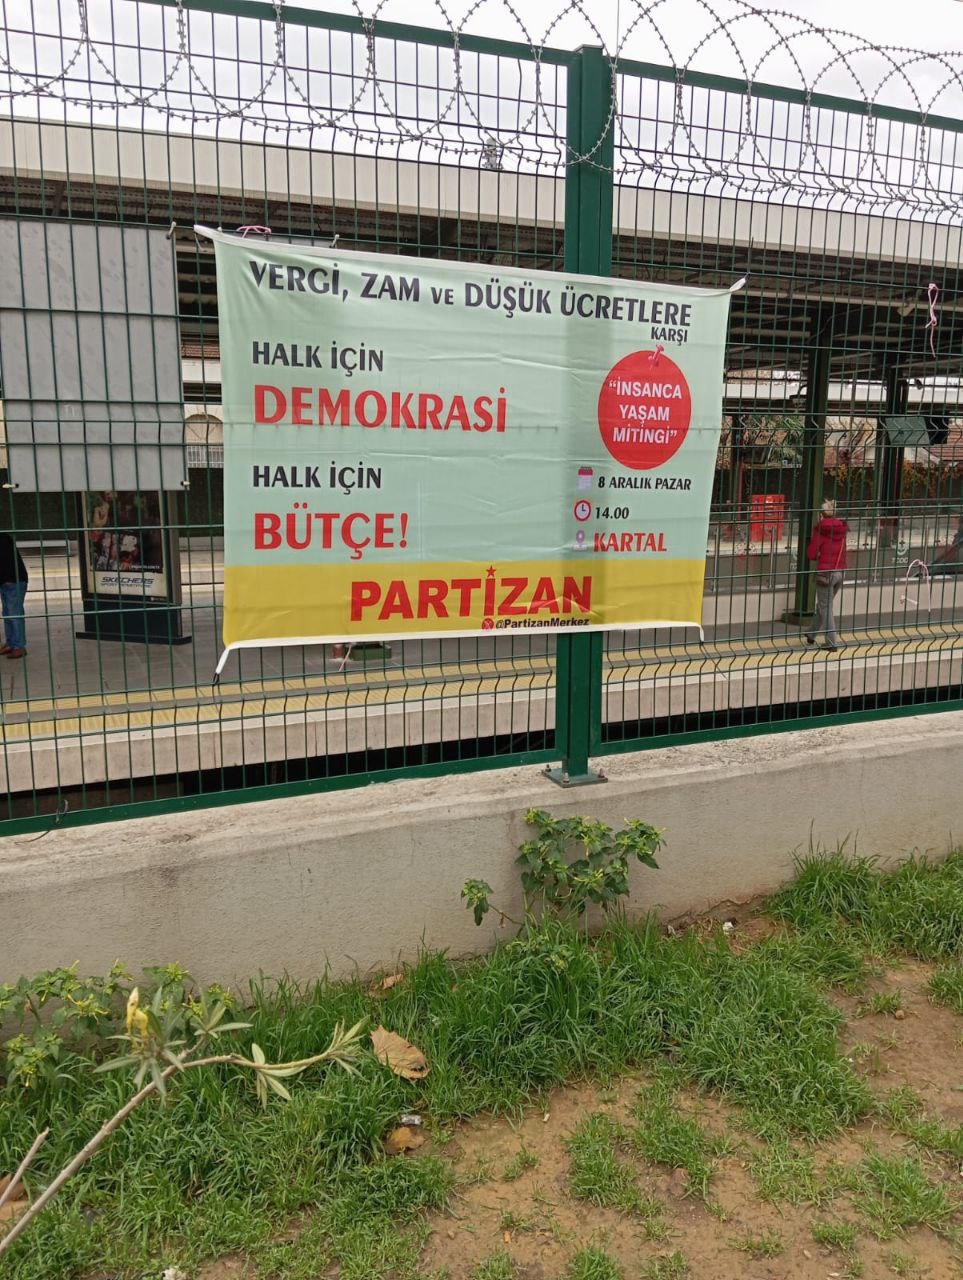 VERGİ, ZAM VE DÜŞÜK ÜCRETLERE
KARŞI
HALK İÇİN
DEMOKRASİ
HALK İÇİN
BÜTÇE!
"İNSANCA
YAŞAM
MİTİNGİ"
8 ARALIK PAZAR
14.00
KARTAL
PARTİZAN
@PartizanMerkez
SKECHERS